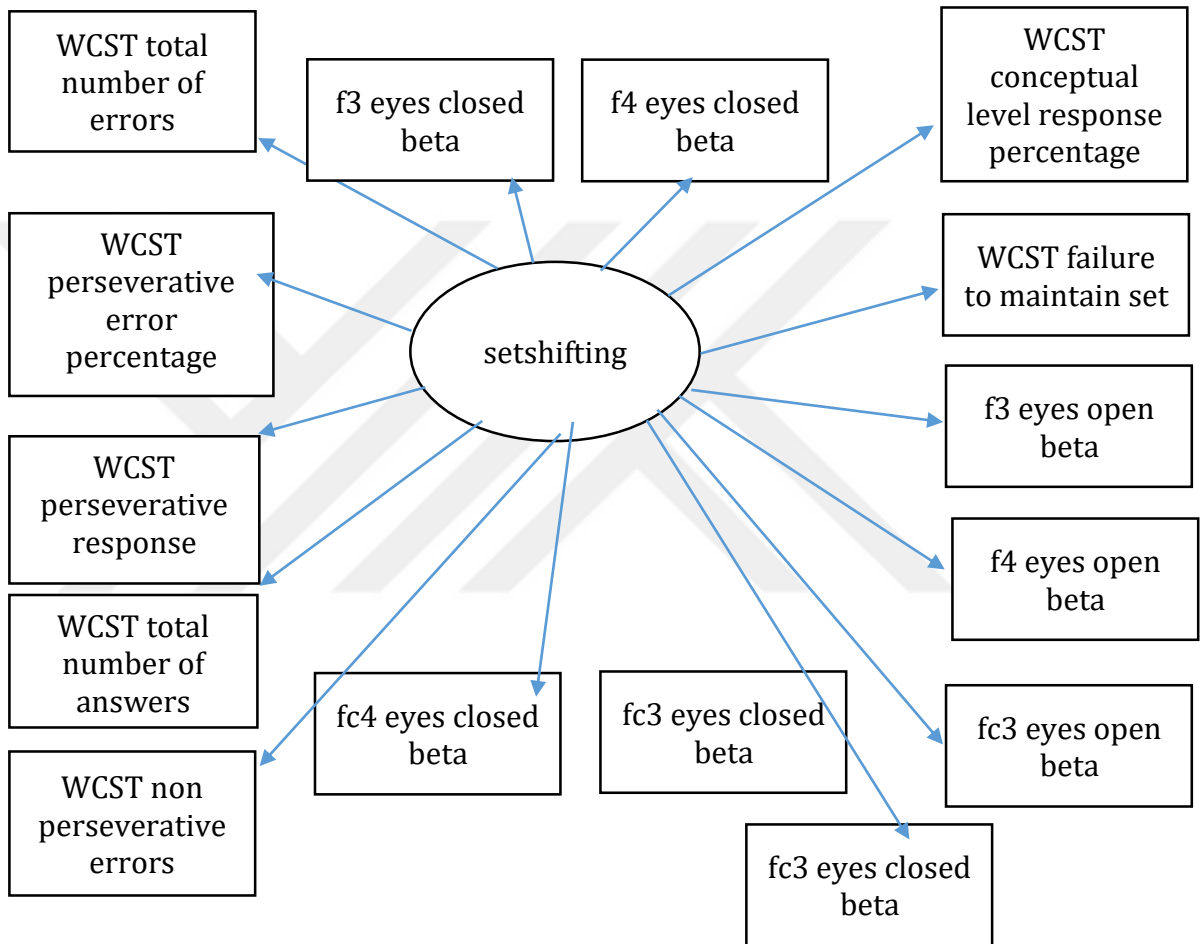 WCST total
number of
errors
f3 eyes closed
beta
f4 eyes closed
beta
WCST
conceptual
level response
percentage
WCST
perseverative
error
percentage
setshifting
WCST failure
to maintain set
WCST
perseverative
response
f3 eyes open
beta
f4 eyes open
beta
WCST total
number of
answers
fc4 eyes closed
beta
fc3 eyes closed
beta
fc3 eyes open
beta
WCST non
perseverative
errors
fc3 eyes closed
beta